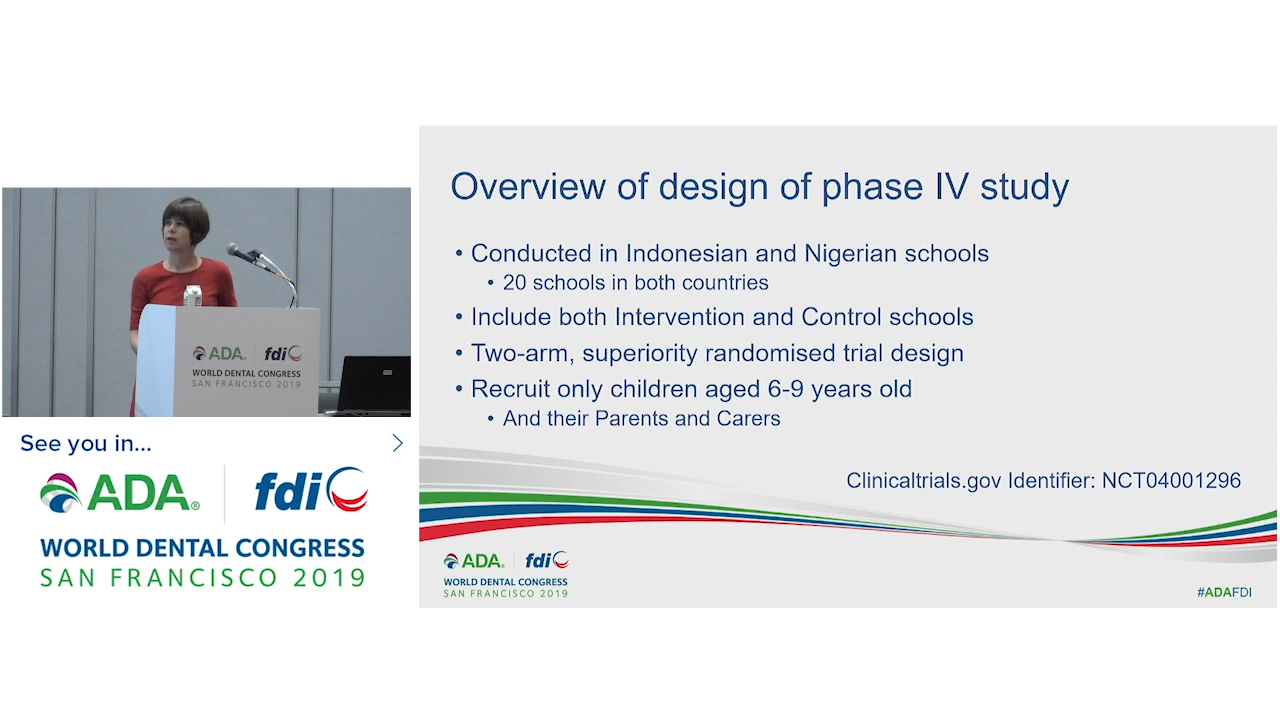 ADA. fdi
WORLD DENTAL CONGRESS
SAN FRANCISCO 2019
See you in...
ADA® fdi
WORLD DENTAL CONGRESS
SAN FRANCISCO 2019
Overview of design of phase IV study
• Conducted in Indonesian and Nigerian schools
• 20 schools in both countries
• Include both Intervention and Control schools
• Two-arm, superiority randomised trial design
• Recruit only children aged 6-9 years old
• And their Parents and Carers
Clinicaltrials.gov Identifier: NCT04001296
ADA. fdi
WORLD DENTAL CONGRESS
SAN FRANCISCO 2019
#ADAFDI